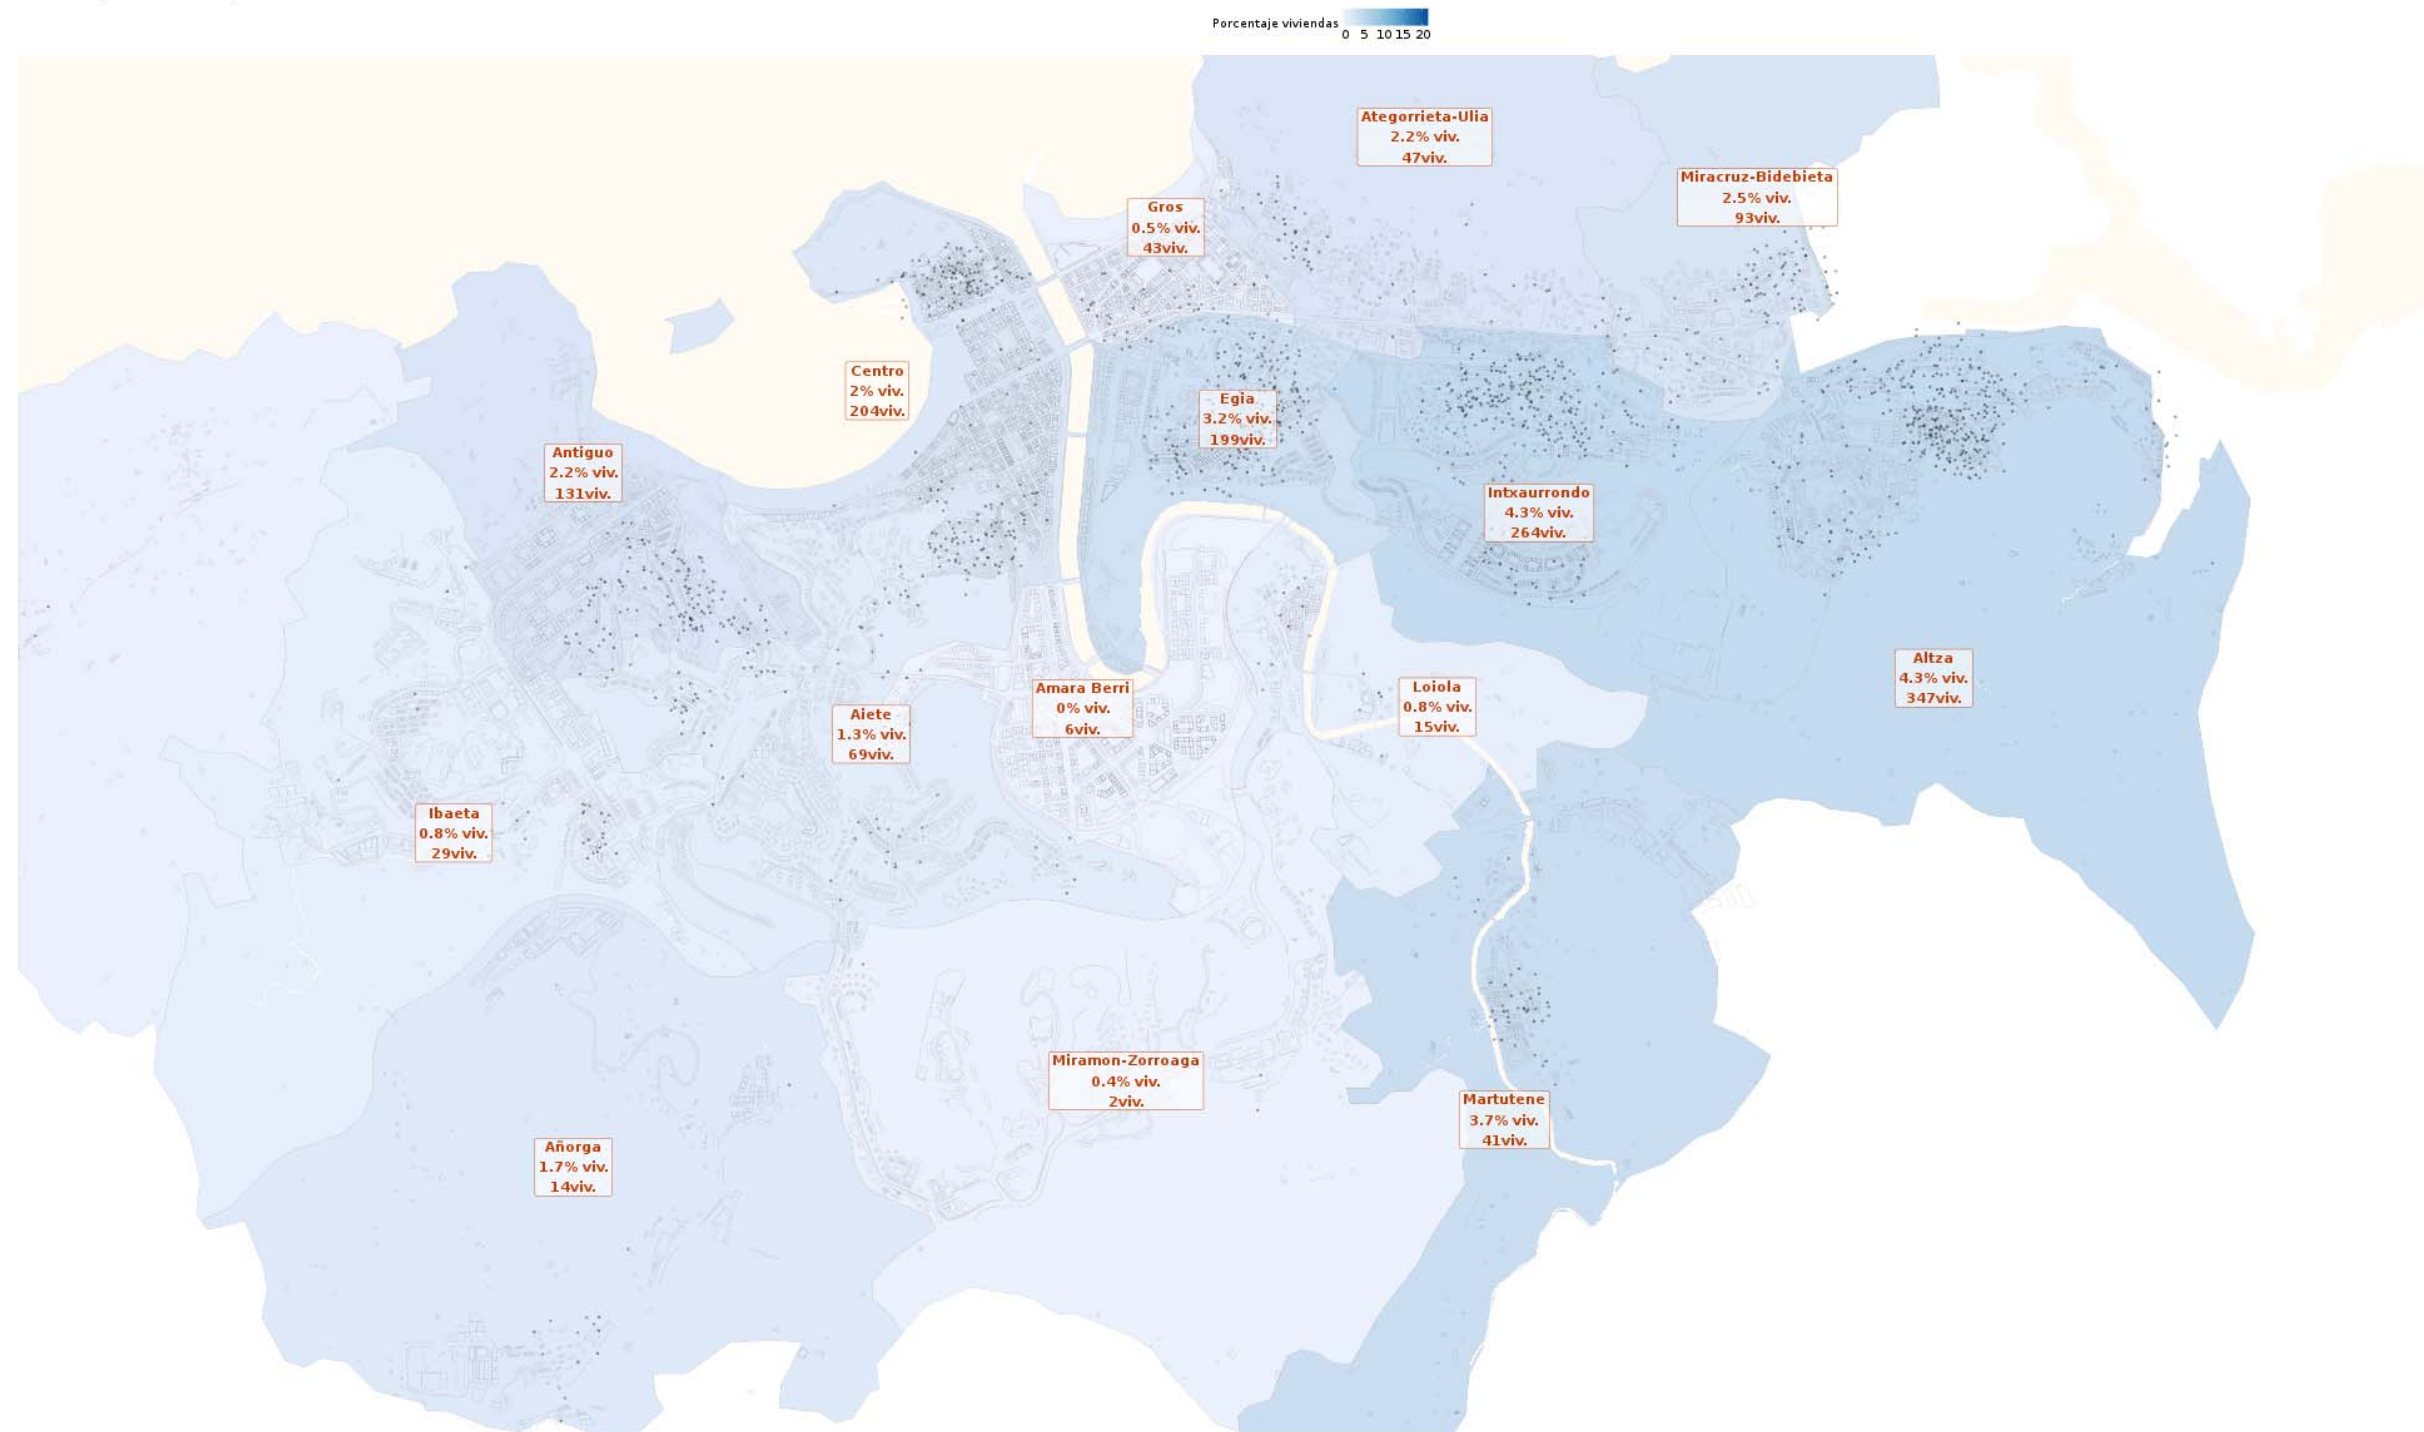 Porcentaje viviendas
0 5 10 15 20
Ategorrieta-Ulia
2.2% viv.
47viv.
Miracruz-Bidebieta
2.5% viv.
93viv.
Gros
0.5% viv.
43viv.
Centro
2% viv.
204viv.
Egia
3.2% viv.
199viv.
Antiguo
2.2% viv.
131viv.
Intxaurrondo
4.3% viv.
264viv.
Altza
4.3% viv.
347viv.
Amara Berri
0% viv.
6viv.
Loiola
0.8% viv.
15viv.
Aiete
1.3% viv.
69viv.
Ibaeta
0.8% viv.
29viv.
Miramon-Zorroaga
0.4% viv.
2viv.
Martutene
3.7% viv.
41viv.
Añorga
1.7% viv.
14viv.